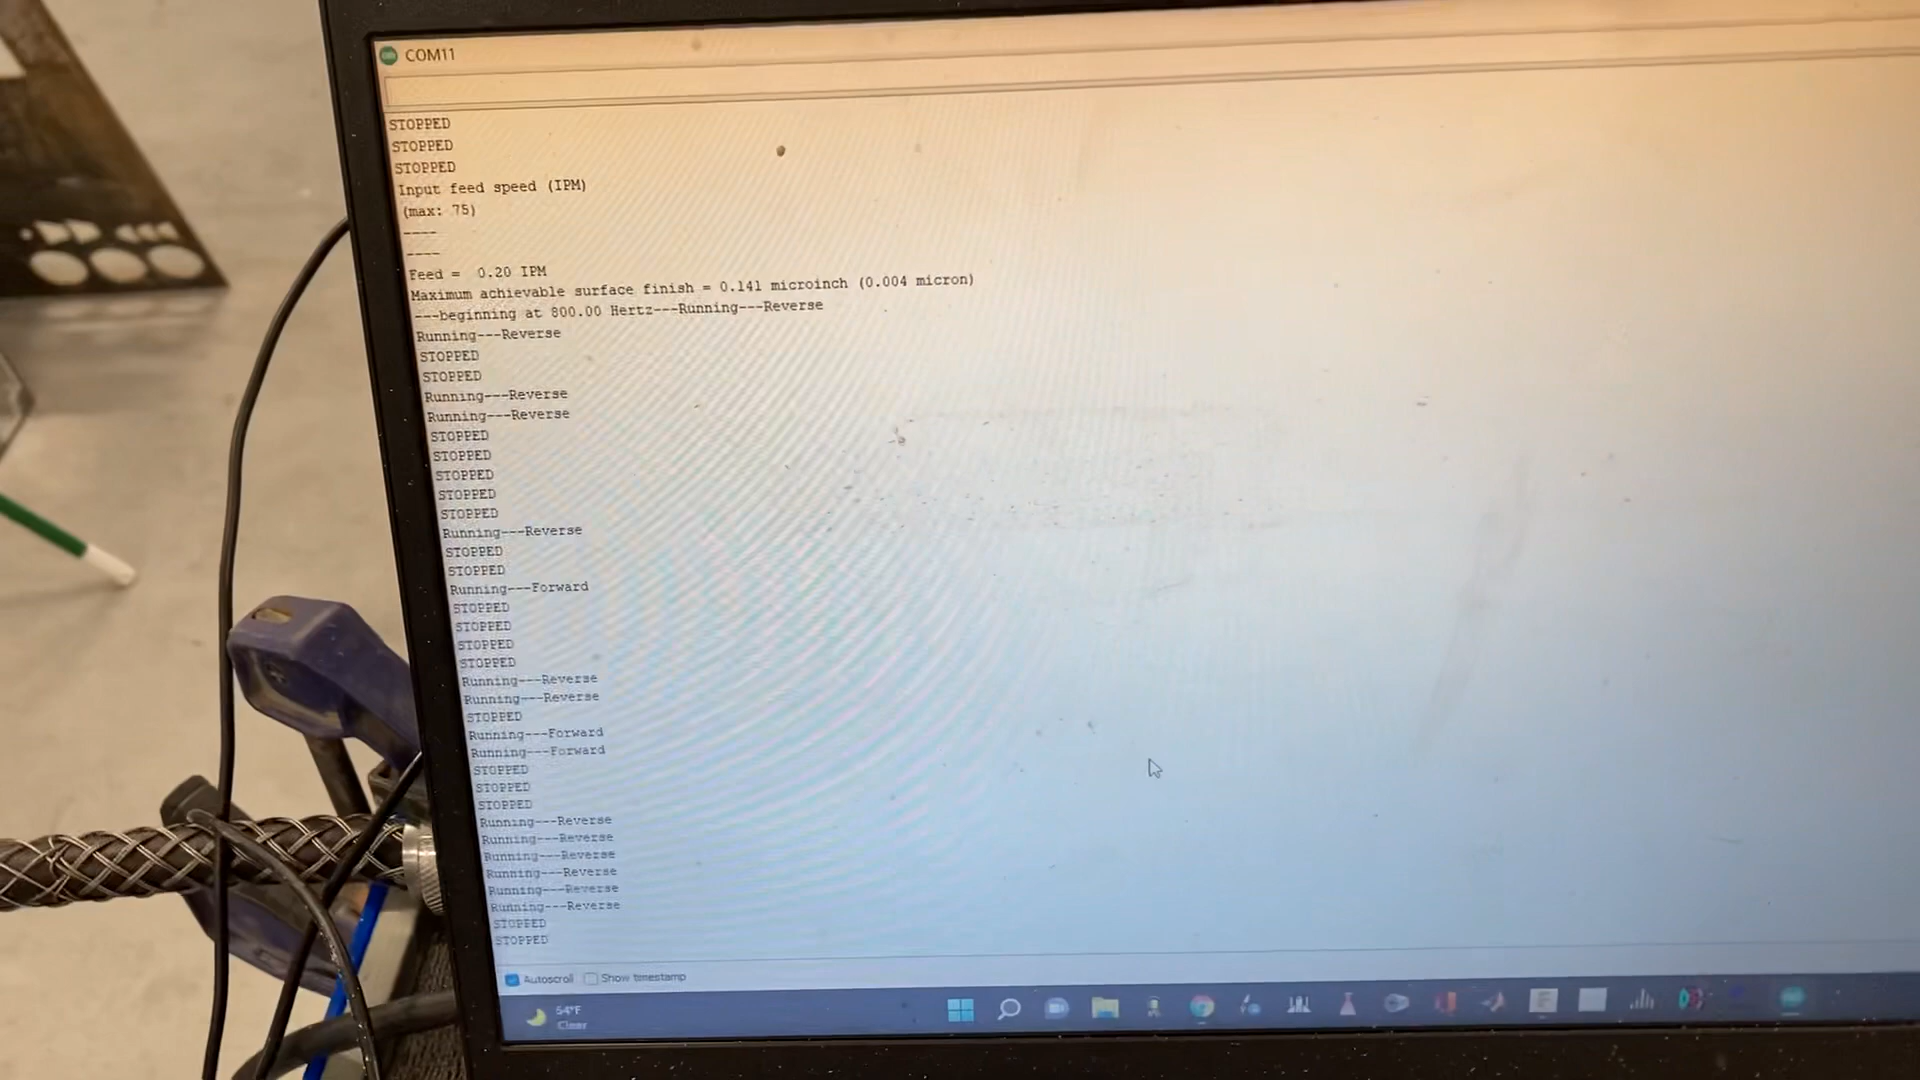 COM11
STOPPED
STOPPED
STOPPED
Input feed speed (IPM)
(max: 75)
----
----
Feed =  0.20 IPM
Maximum achievable surface finish = 0.141 microinch (0.004 micron)
---beginning at 800.00 Hertz---Running---Reverse
Running---Reverse
STOPPED
STOPPED
Running---Reverse
Running---Reverse
STOPPED
STOPPED
STOPPED
STOPPED
STOPPED
Running---Reverse
STOPPED
STOPPED
Running---Forward
STOPPED
STOPPED
STOPPED
STOPPED
Running---Reverse
Running---Reverse
STOPPED
Running---Forward
Running---Forward
STOPPED
STOPPED
STOPPED
Running---Reverse
Running---Reverse
Running---Reverse
Running---Reverse
Running---Reverse
Running---Reverse
STOPPED
STOPPED
Autoscroll Show timestamp
54°F
Clear